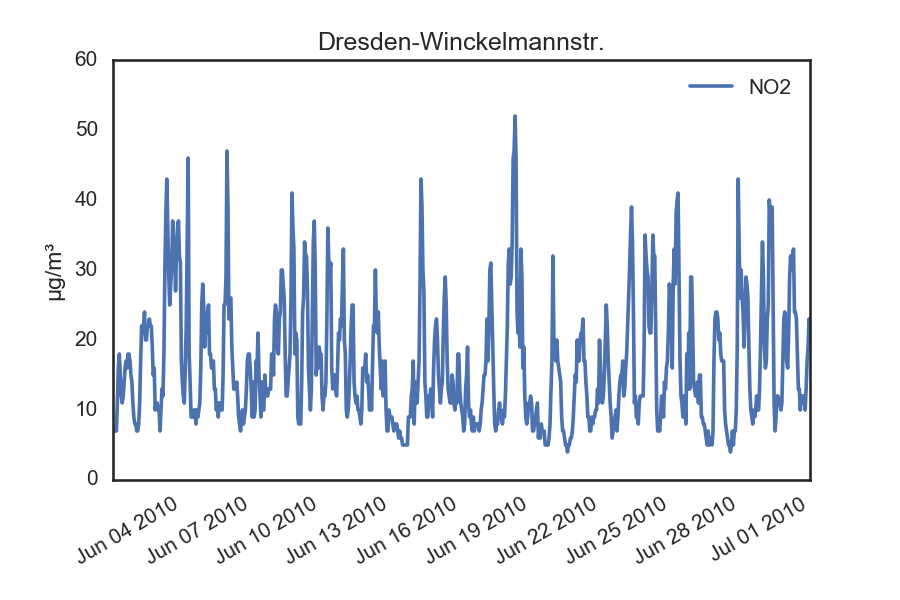 Dresden-Winckelmannstr.
NO2
µg/m³
60
50
40
30
20
10
0
Jun 04 2010
Jun 07 2010
Jun 10 2010
Jun 13 2010
Jun 16 2010
Jun 19 2010
Jun 22 2010
Jun 25 2010
Jun 28 2010
Jul 01 2010